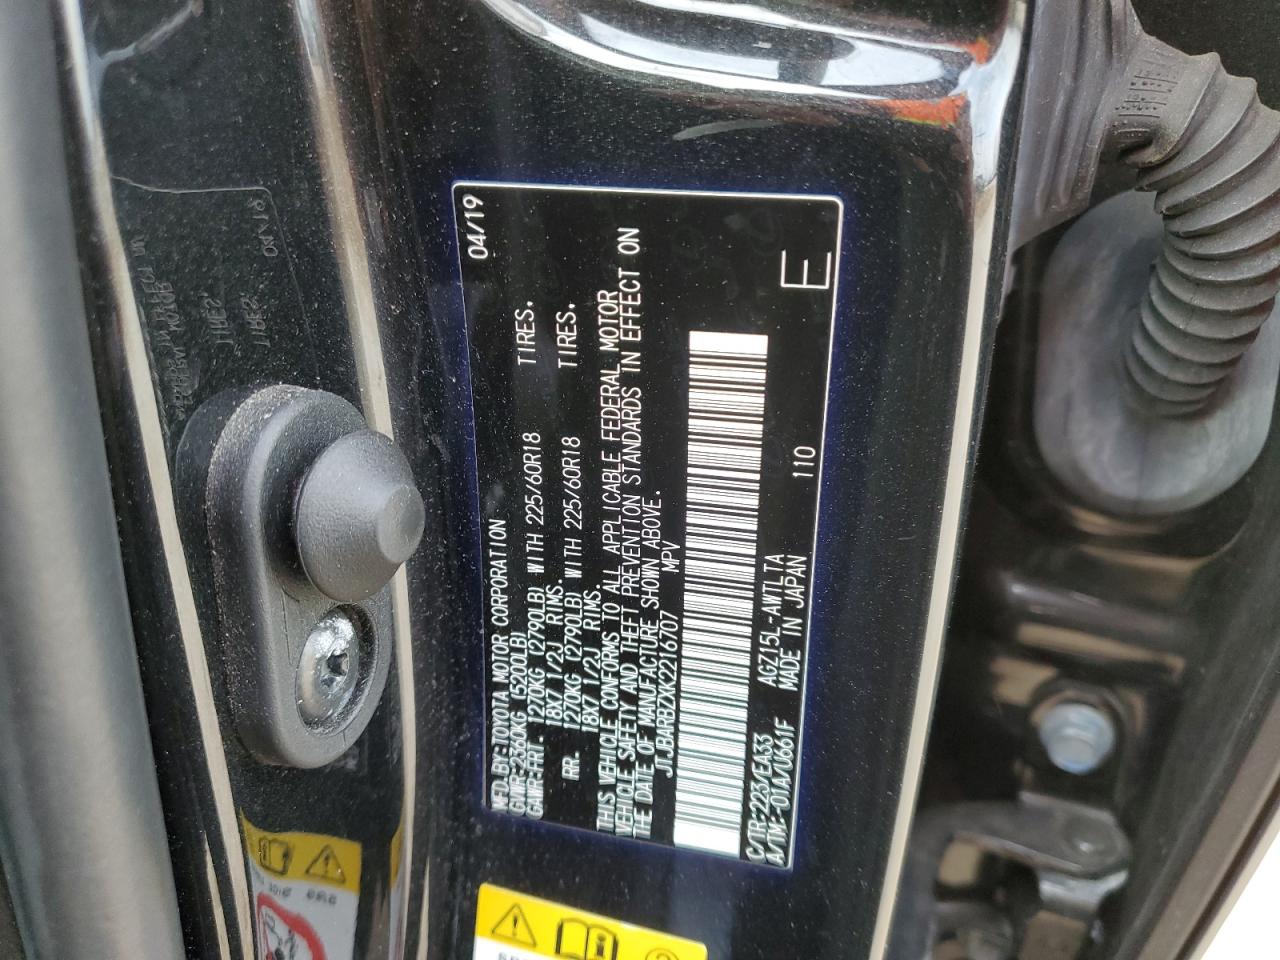 MFD.BY:TOYOTA MOTOR CORPORATION 04/19
GVWR:2360KG (5200LB)
GAWR:FRT. 1270KG (2790LB) WITH 225/60R18 TIRES.
18X7 1/2J RIMS.
RR. 1270KG (2790LB) WITH 225/60R18 TIRES.
18X7 1/2J RIMS.
THIS VEHICLE CONFORMS TO ALL APPLICABLE FEDERAL MOTOR
VEHICLE SAFETY AND THEFT PREVENTION STANDARDS IN EFFECT ON
THE DATE OF MANUFACTURE SHOWN ABOVE.
JTJBARBZXK2216707 MPV
C/TR:223/EA33 AGZ15L-AWTLTA 110 E
A/TM:-01A/U661F MADE IN JAPAN